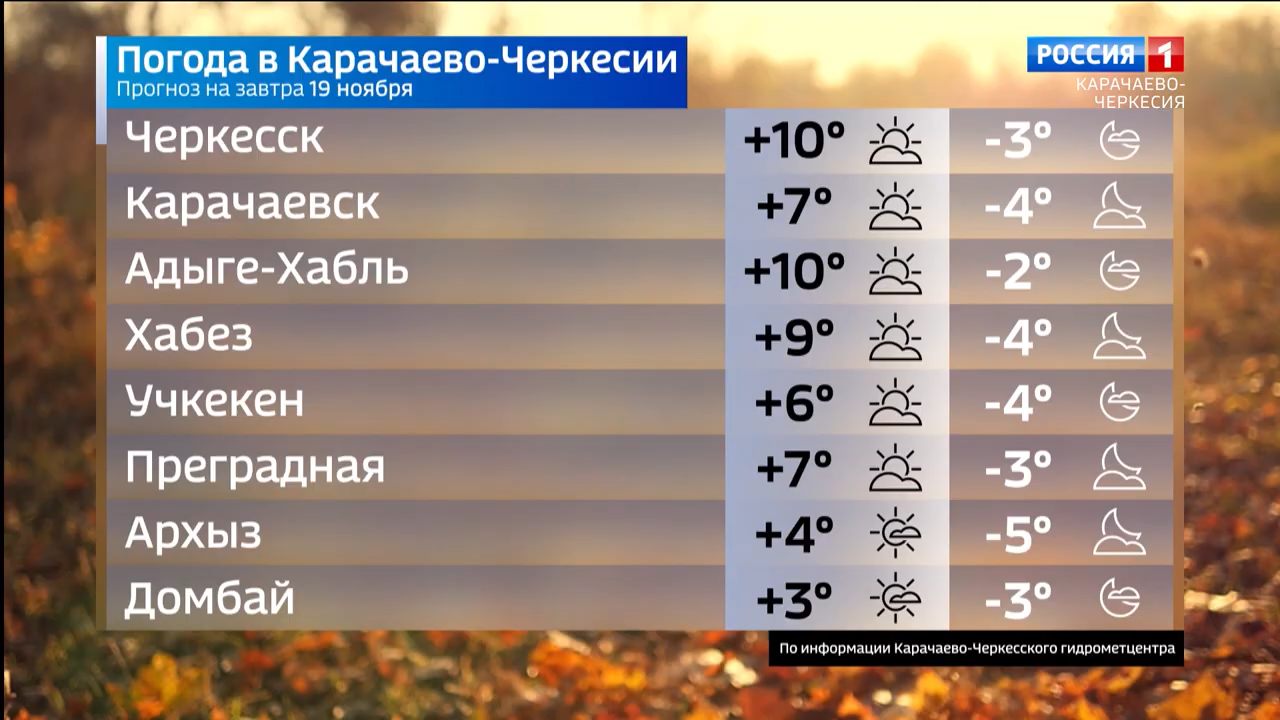 Погода в Карачаево-Черкесии
Прогноз на завтра 19 ноября
РОССИЯ 1
КАРАЧАЕВО-
ЧЕРКЕСИЯ
Черкесск +10° -3°
Карачаевск +7° -4°
Адыге-Хабль +10° -2°
Хабез +9° -4°
Учкекен +6° -4°
Преградная +7° -3°
Архыз +4° -5°
Домбай +3° -3°
По информации Карачаево-Черкесского гидрометцентра